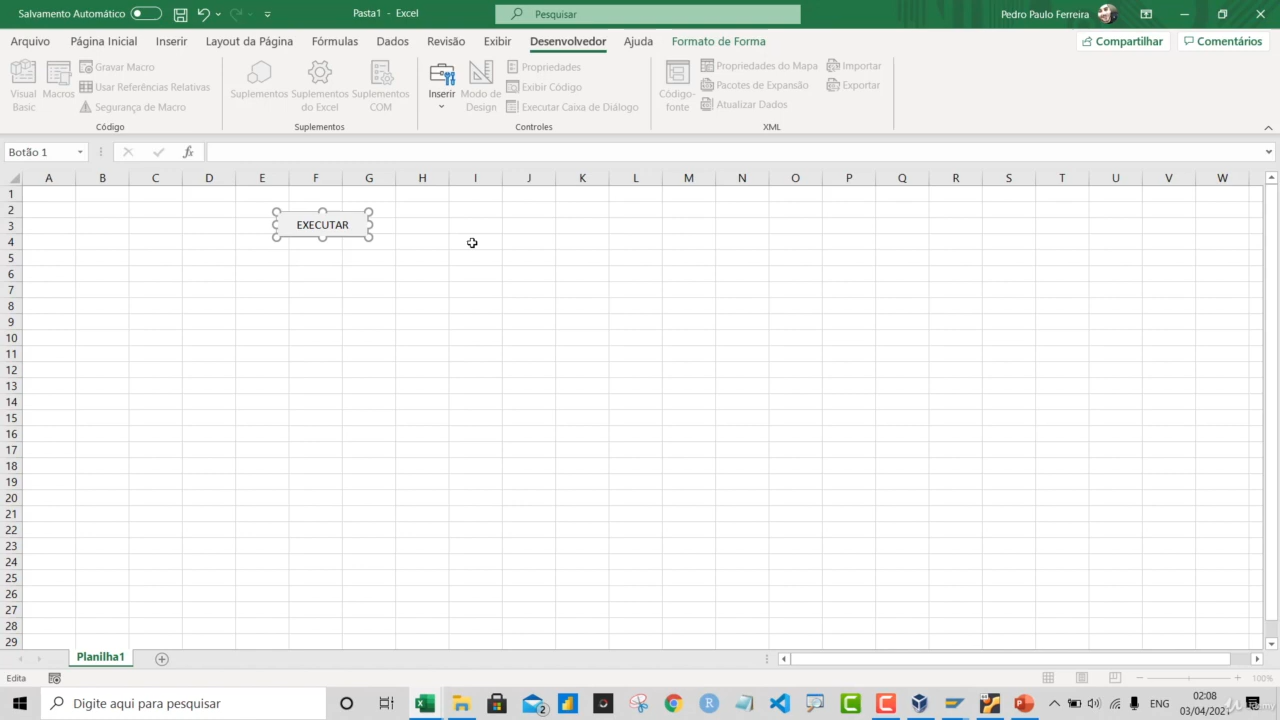 Salvamento Automático
Pasta1 - Excel
Pesquisar
Pedro Paulo Ferreira
Arquivo
Página Inicial
Inserir
Layout da Página
Fórmulas
Dados
Revisão
Exibir
Desenvolvedor
Ajuda
Formato de Forma
Compartilhar
Comentários
Visual
Basic
Macros
Gravar Macro
Usar Referências Relativas
Segurança de Macro
Código
Suplementos
Suplementos
do Excel
Suplementos
COM
Suplementos
Inserir
Modo de
Design
Propriedades
Exibir Código
Executar Caixa de Diálogo
Controles
Código-
fonte
Propriedades do Mapa
Pacotes de Expansão
Atualizar Dados
Importar
Exportar
XML
Botão 1
fx
A B C D E F G H I J K L M N O P Q R S T U V W
1
2
3
4
5
6
7
8
9
10
11
12
13
14
15
16
17
18
19
20
21
22
23
24
25
26
27
28
29
EXECUTAR
Planilha1
Edita
100%
Digite aqui para pesquisar
2
R
02:08
03/04/2021